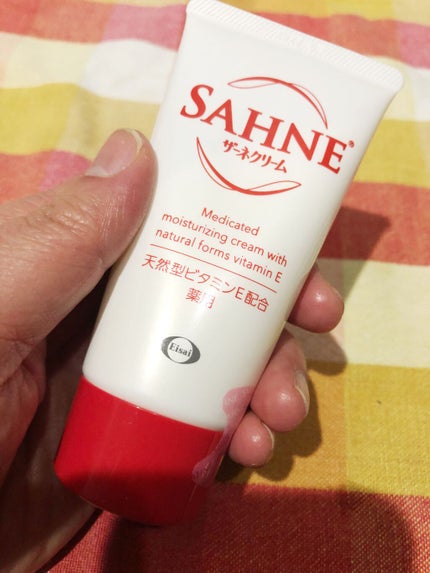 SAHNE®
ザーネクリーム
Medicated
moisturizing cream with
natural forms vitamin E
天然型ビタミンE配合
薬用
Eisai